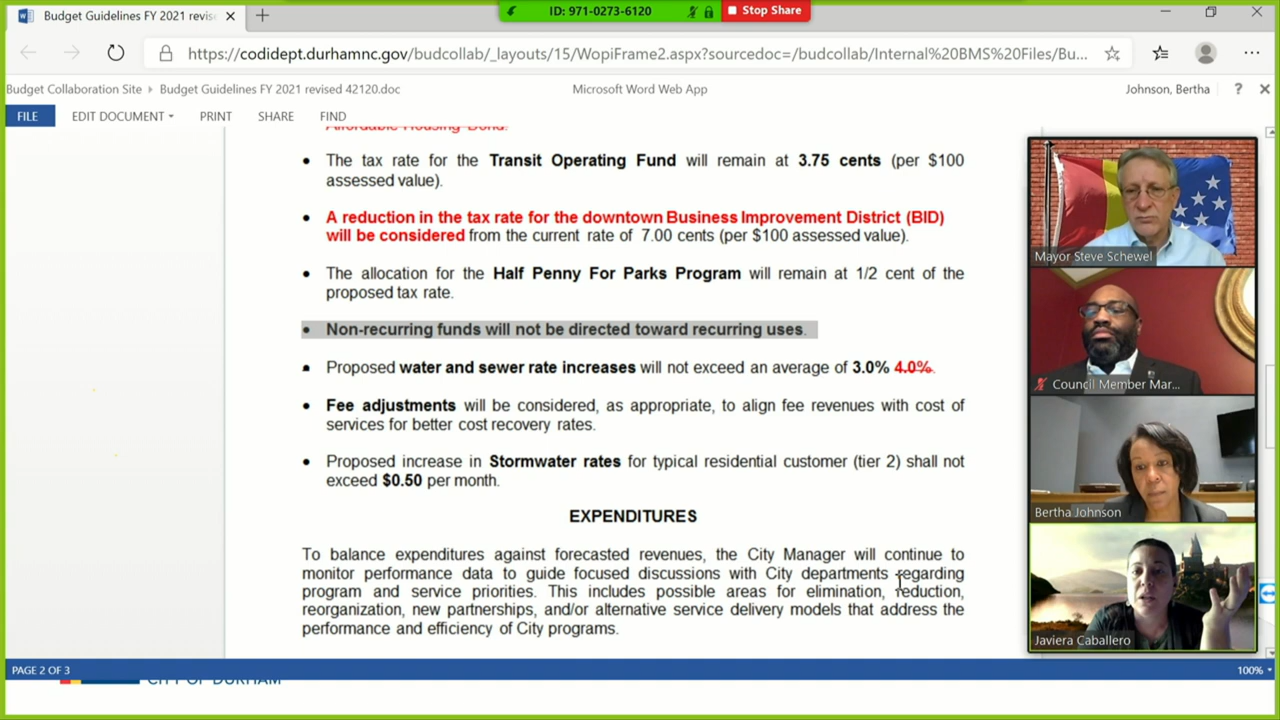 Budget Guidelines FY 2021 revise
ID: 971-0273-6120
Stop Share
https://codidept.durhamnc.gov/budcollab/_layouts/15/WopiFrame2.aspx?sourcedoc=/budcollab/Internal%20BMS%20Files/Bu...
Budget Collaboration Site ▸ Budget Guidelines FY 2021 revised 42120.doc
Microsoft Word Web App
Johnson, Bertha ? ×
FILE EDIT DOCUMENT PRINT SHARE FIND
Affordable Housing Bond.
• The tax rate for the Transit Operating Fund will remain at 3.75 cents (per $100
assessed value).
• A reduction in the tax rate for the downtown Business Improvement District (BID)
will be considered from the current rate of 7.00 cents (per $100 assessed value).
• The allocation for the Half Penny For Parks Program will remain at 1/2 cent of the
proposed tax rate.
• Non-recurring funds will not be directed toward recurring uses.
• Proposed water and sewer rate increases will not exceed an average of 3.0% 4.0%.
• Fee adjustments will be considered, as appropriate, to align fee revenues with cost of
services for better cost recovery rates.
• Proposed increase in Stormwater rates for typical residential customer (tier 2) shall not
exceed $0.50 per month.
EXPENDITURES
To balance expenditures against forecasted revenues, the City Manager will continue to
monitor performance data to guide focused discussions with City departments regarding
program and service priorities. This includes possible areas for elimination, reduction,
reorganization, new partnerships, and/or alternative service delivery models that address the
performance and efficiency of City programs.
Mayor Steve Schewel
Council Member Mar...
Bertha Johnson
Javiera Caballero
PAGE 2 OF 3
100%
CITY OF DURHAM